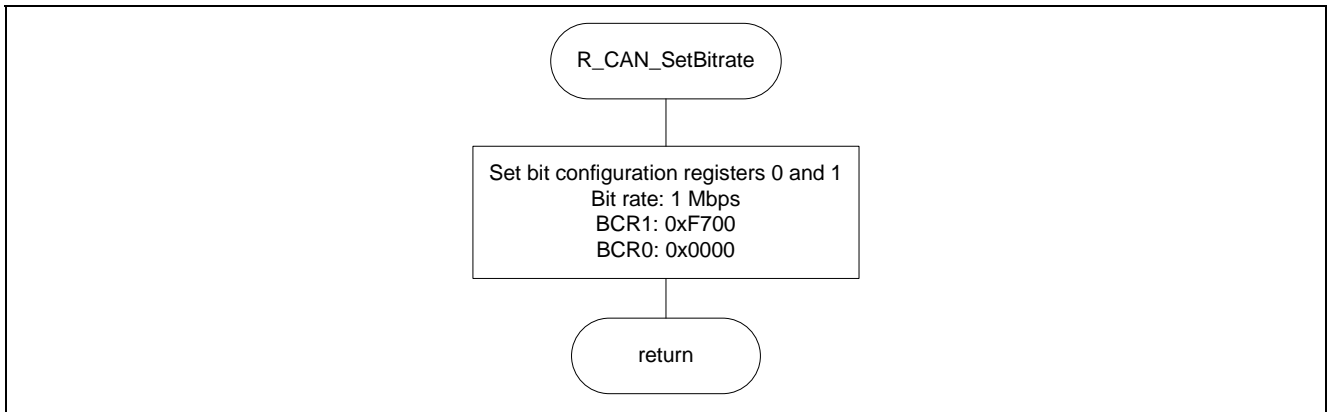 R_CAN_SetBitrate
Set bit configuration registers 0 and 1
Bit rate: 1 Mbps
BCR1: 0xF700
BCR0: 0x0000
return